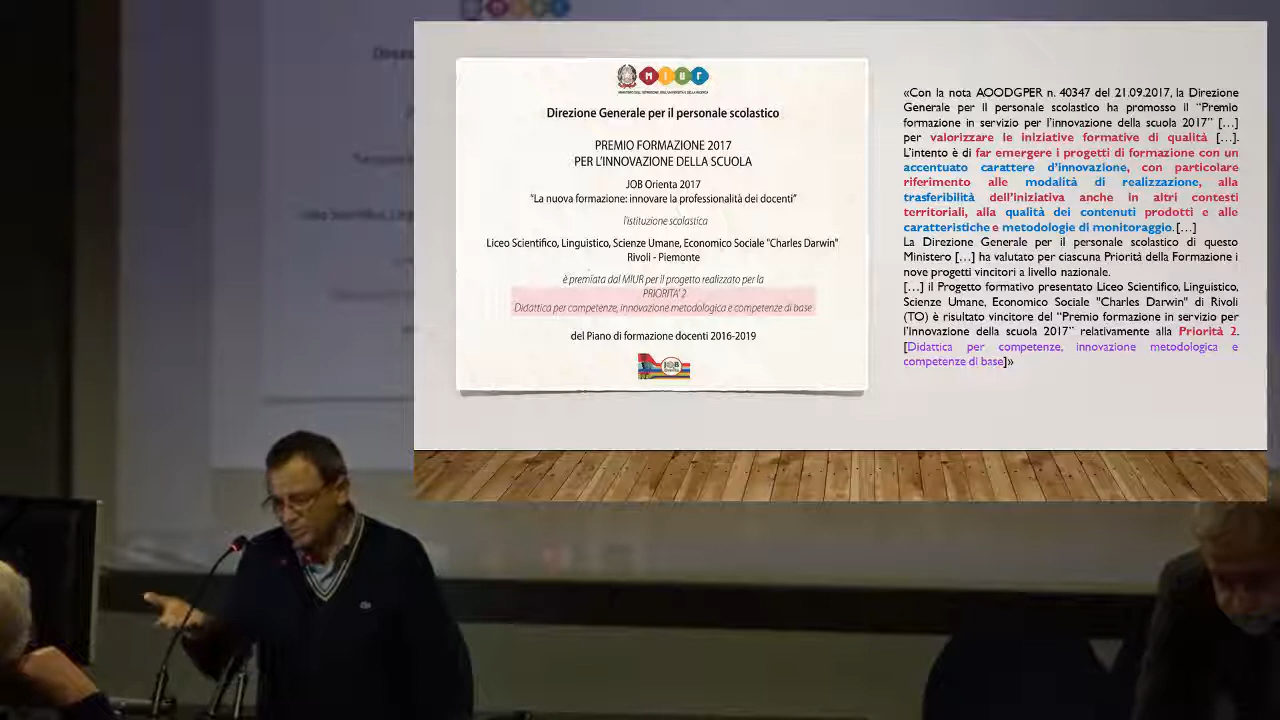 MIUR
MINISTERO DELL'ISTRUZIONE, DELL'UNIVERSITÀ E DELLA RICERCA
Direzione Generale per il personale scolastico
PREMIO FORMAZIONE 2017
PER L'INNOVAZIONE DELLA SCUOLA
JOB Orienta 2017
“La nuova formazione: innovare la professionalità dei docenti”
l'istituzione scolastica
Liceo Scientifico, Linguistico, Scienze Umane, Economico Sociale "Charles Darwin"
Rivoli - Piemonte
è premiata dal MIUR per il progetto realizzato per la
PRIORITA' 2
Didattica per competenze, innovazione metodologica e competenze di base
del Piano di formazione docenti 2016-2019
JOB
«Con la nota AOODGPER n. 40347 del 21.09.2017, la Direzione
Generale per il personale scolastico ha promosso il “Premio
formazione in servizio per l'innovazione della scuola 2017” […]
per valorizzare le iniziative formative di qualità […].
L'intento è di far emergere i progetti di formazione con un
accentuato carattere d'innovazione, con particolare
riferimento alle modalità di realizzazione, alla
trasferibilità dell'iniziativa anche in altri contesti
territoriali, alla qualità dei contenuti prodotti e alle
caratteristiche e metodologie di monitoraggio. […]
La Direzione Generale per il personale scolastico di questo
Ministero […] ha valutato per ciascuna Priorità della Formazione i
nove progetti vincitori a livello nazionale.
[…] il Progetto formativo presentato Liceo Scientifico, Linguistico,
Scienze Umane, Economico Sociale "Charles Darwin" di Rivoli
(TO) è risultato vincitore del “Premio formazione in servizio per
l'innovazione della scuola 2017” relativamente alla Priorità 2.
[Didattica per competenze, innovazione metodologica e
competenze di base]»